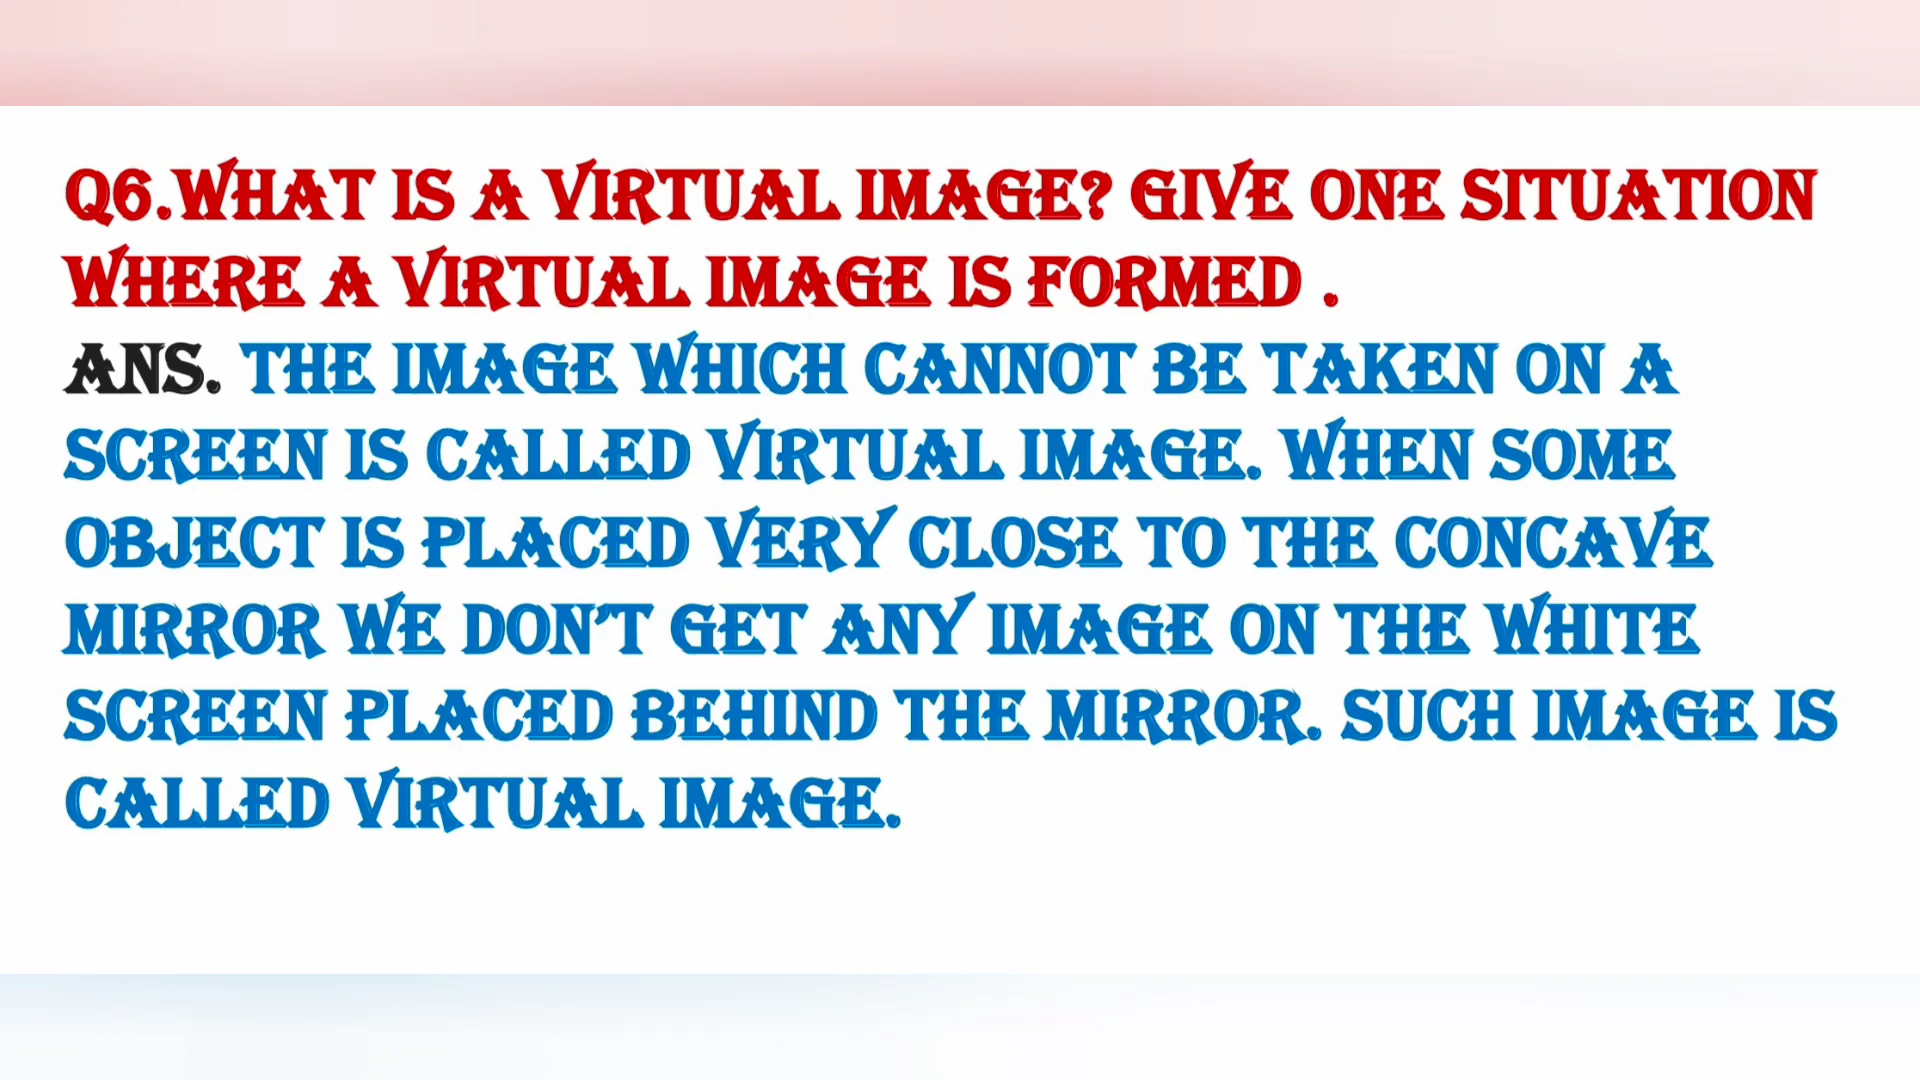 Q6.WHAT IS A VIRTUAL IMAGE? GIVE ONE SITUATION
WHERE A VIRTUAL IMAGE IS FORMED .
ANS. THE IMAGE WHICH CANNOT BE TAKEN ON A
SCREEN IS CALLED VIRTUAL IMAGE. WHEN SOME
OBJECT IS PLACED VERY CLOSE TO THE CONCAVE
MIRROR WE DON'T GET ANY IMAGE ON THE WHITE
SCREEN PLACED BEHIND THE MIRROR. SUCH IMAGE IS
CALLED VIRTUAL IMAGE.